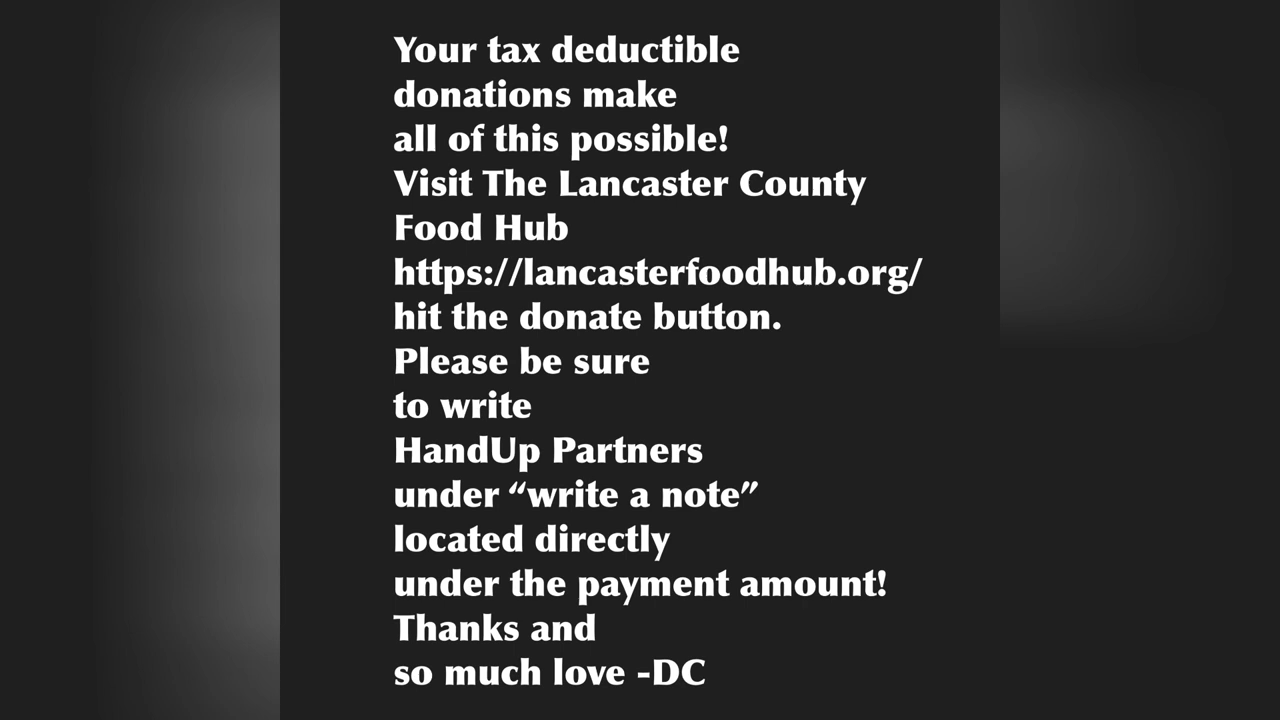 Your tax deductible
donations make
all of this possible!
Visit The Lancaster County
Food Hub
https://lancasterfoodhub.org/
hit the donate button.
Please be sure
to write
HandUp Partners
under “write a note”
located directly
under the payment amount!
Thanks and
so much love -DC